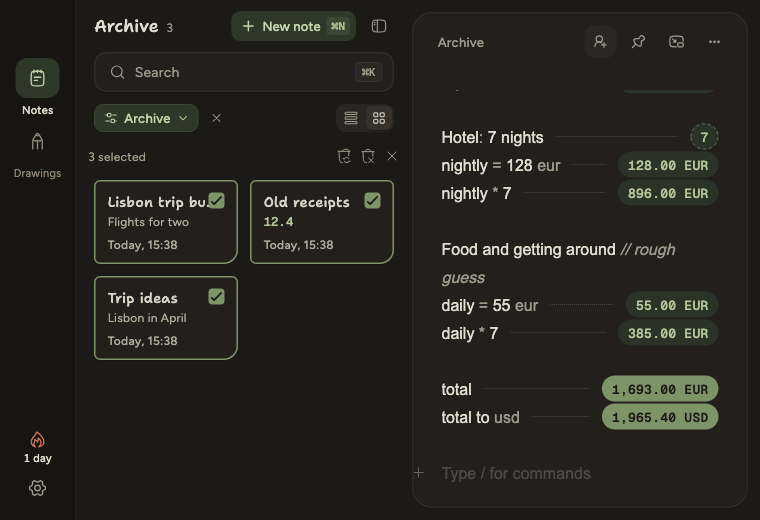 Archive 3
New note ⌘N
Search ⌘K
Notes
Archive
Drawings
3 selected
Lisbon trip bu.
Flights for two
Today, 15:38
Old receipts
12.4
Today, 15:38
Trip ideas
Lisbon in April
Today, 15:38
1 day
Archive
Hotel: 7 nights 7
nightly = 128 eur 128.00 EUR
nightly * 7 896.00 EUR
Food and getting around // rough
guess
daily = 55 eur 55.00 EUR
daily * 7 385.00 EUR
total 1,693.00 EUR
total to usd 1,965.40 USD
Type / for commands